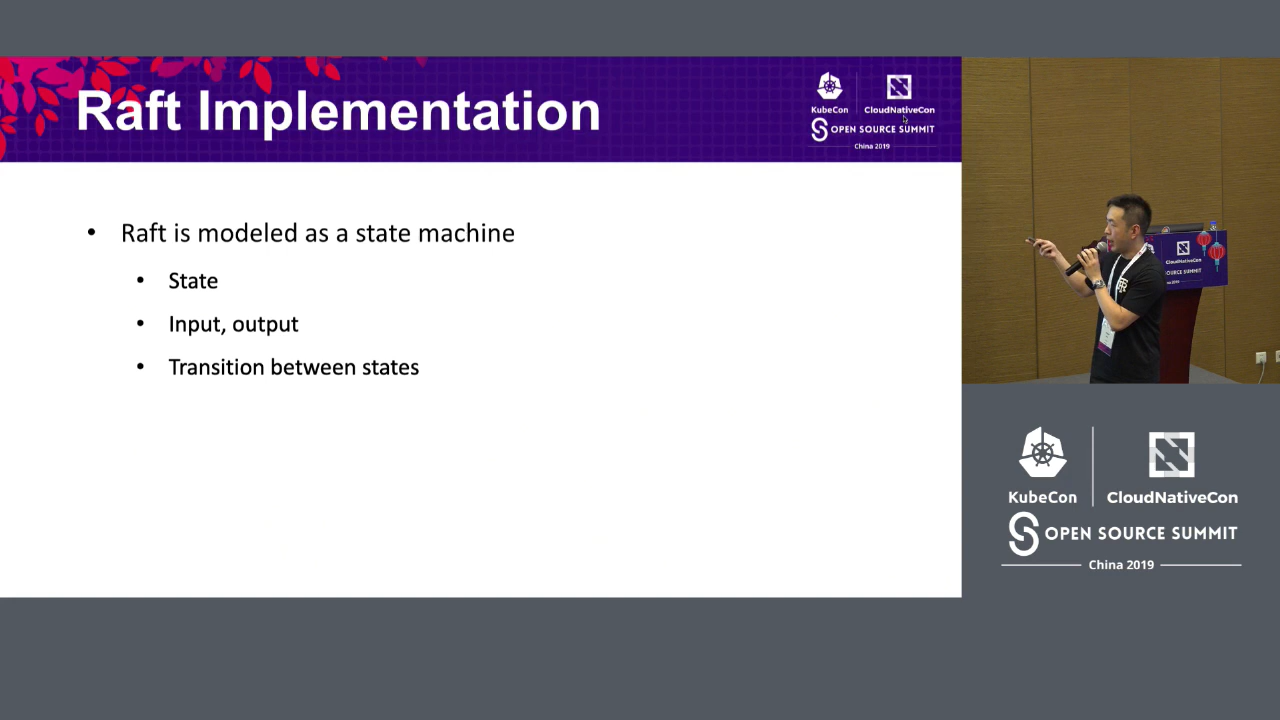 Raft Implementation
KubeCon
CloudNativeCon
OPEN SOURCE SUMMIT
China 2019
• Raft is modeled as a state machine
• State
• Input, output
• Transition between states
CloudNativeCon
KubeCon
CloudNativeCon
OPEN SOURCE SUMMIT
China 2019